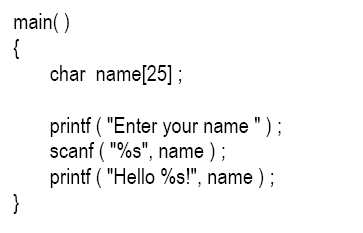 main( )
{
char  name[25] ;
printf ( "Enter your name " ) ;
scanf ( "%s", name ) ;
printf ( "Hello %s!", name ) ;
}